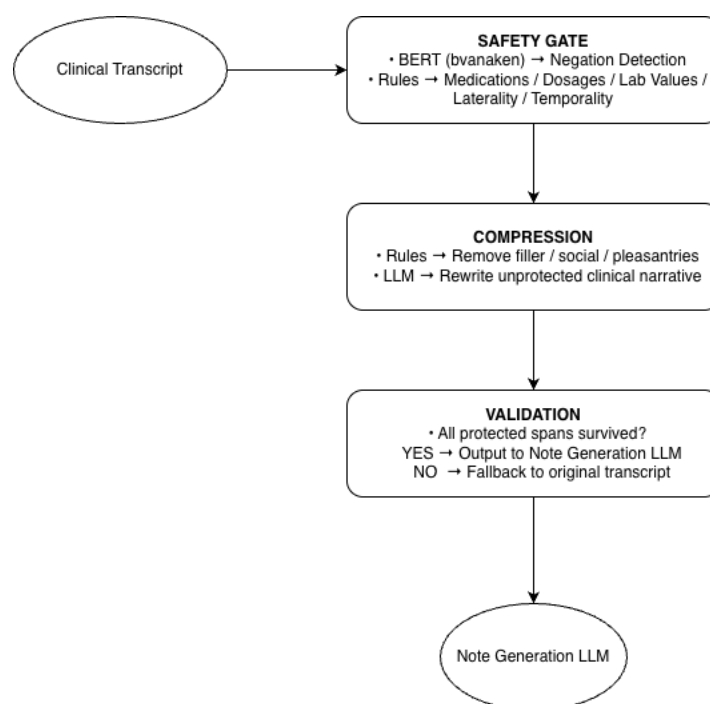 Clinical Transcript
SAFETY GATE
• BERT (bvanaken) → Negation Detection
• Rules → Medications / Dosages / Lab Values /
Laterality / Temporality
COMPRESSION
• Rules → Remove filler / social / pleasantries
• LLM → Rewrite unprotected clinical narrative
VALIDATION
• All protected spans survived?
YES → Output to Note Generation LLM
NO → Fallback to original transcript
Note Generation LLM